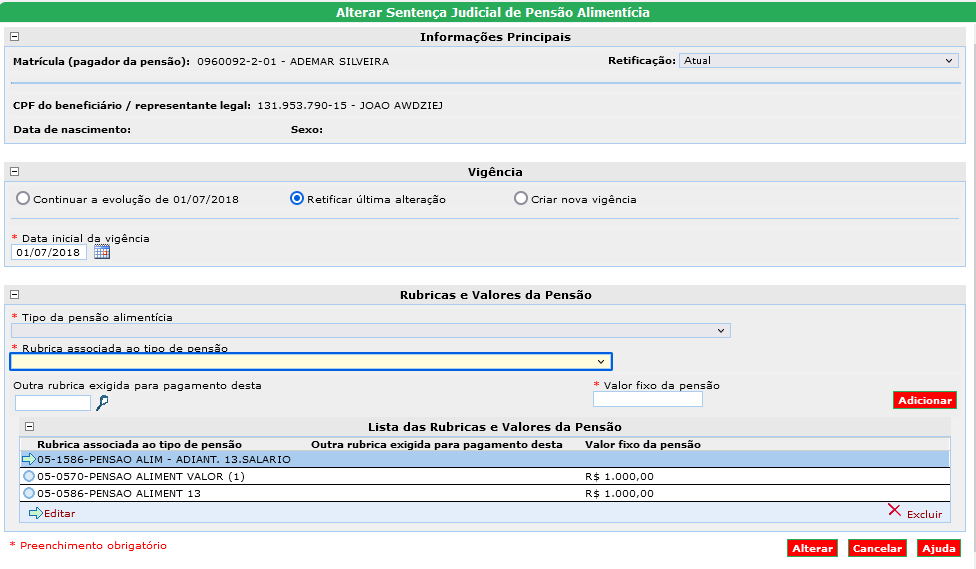 Alterar Sentença Judicial de Pensão Alimentícia
Informações Principais
Matrícula (pagador da pensão): 0960092-2-01 - ADEMAR SILVEIRA Retificação: Atual
CPF do beneficiário / representante legal: 131.953.790-15 - JOAO AWDZIEJ
Data de nascimento: Sexo:
Vigência
Continuar a evolução de 01/07/2018 Retificar última alteração Criar nova vigência
* Data inicial da vigência
01/07/2018
Rubricas e Valores da Pensão
* Tipo da pensão alimentícia
* Rubrica associada ao tipo de pensão
Outra rubrica exigida para pagamento desta * Valor fixo da pensão
Adicionar
Lista das Rubricas e Valores da Pensão
Rubrica associada ao tipo de pensão Outra rubrica exigida para pagamento desta Valor fixo da pensão
05-1586-PENSAO ALIM - ADIANT. 13.SALARIO
05-0570-PENSAO ALIMENT VALOR (1) R$ 1.000,00
05-0586-PENSAO ALIMENT 13 R$ 1.000,00
Editar Excluir
* Preenchimento obrigatório
Alterar Cancelar Ajuda